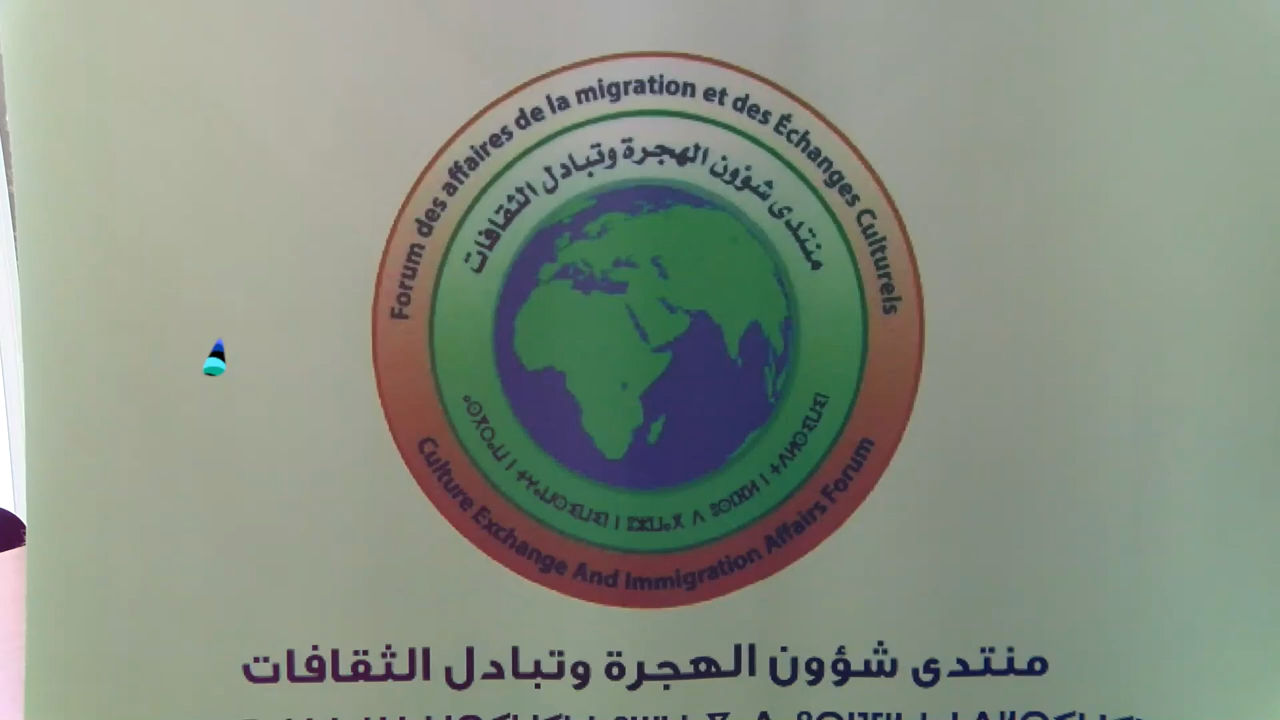 Forum des affaires de la migration et des Échanges Culturels
منتدى شؤون الهجرة وتبادل الثقافات
Culture Exchange And Immigration Affairs Forum
منتدى شؤون الهجرة وتبادل الثقافات